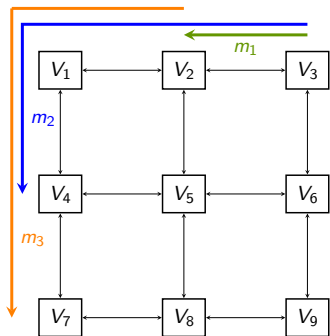 m₁
V₁ V₂ V₃
m₂
V₄ V₅ V₆
m₃
V₇ V₈ V₉